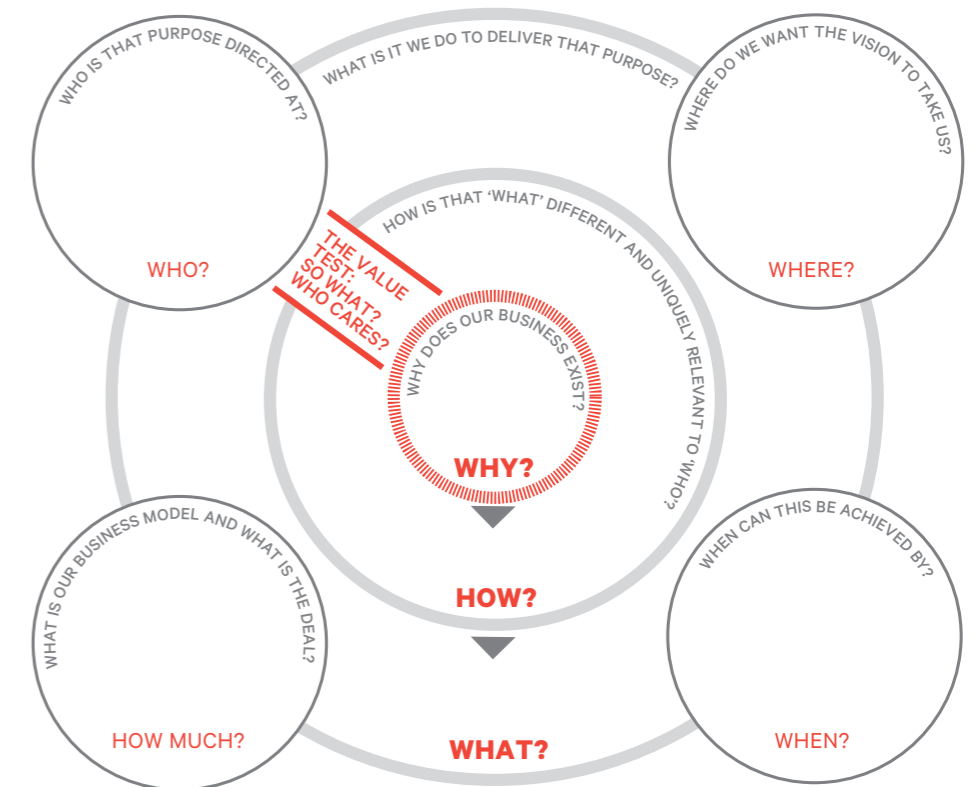 WHO IS THAT PURPOSE DIRECTED AT?
WHO?
WHAT IS IT WE DO TO DELIVER THAT PURPOSE?
WHERE DO WE WANT THE VISION TO TAKE US?
WHERE?
THE VALUE
TEST:
SO WHAT?
WHO CARES?
HOW IS THAT ‘WHAT’ DIFFERENT AND UNIQUELY RELEVANT TO ‘WHO’?
WHY DOES OUR BUSINESS EXIST?
WHY?
HOW?
WHAT?
WHAT IS OUR BUSINESS MODEL AND WHAT IS THE DEAL?
HOW MUCH?
WHEN CAN THIS BE ACHIEVED BY?
WHEN?